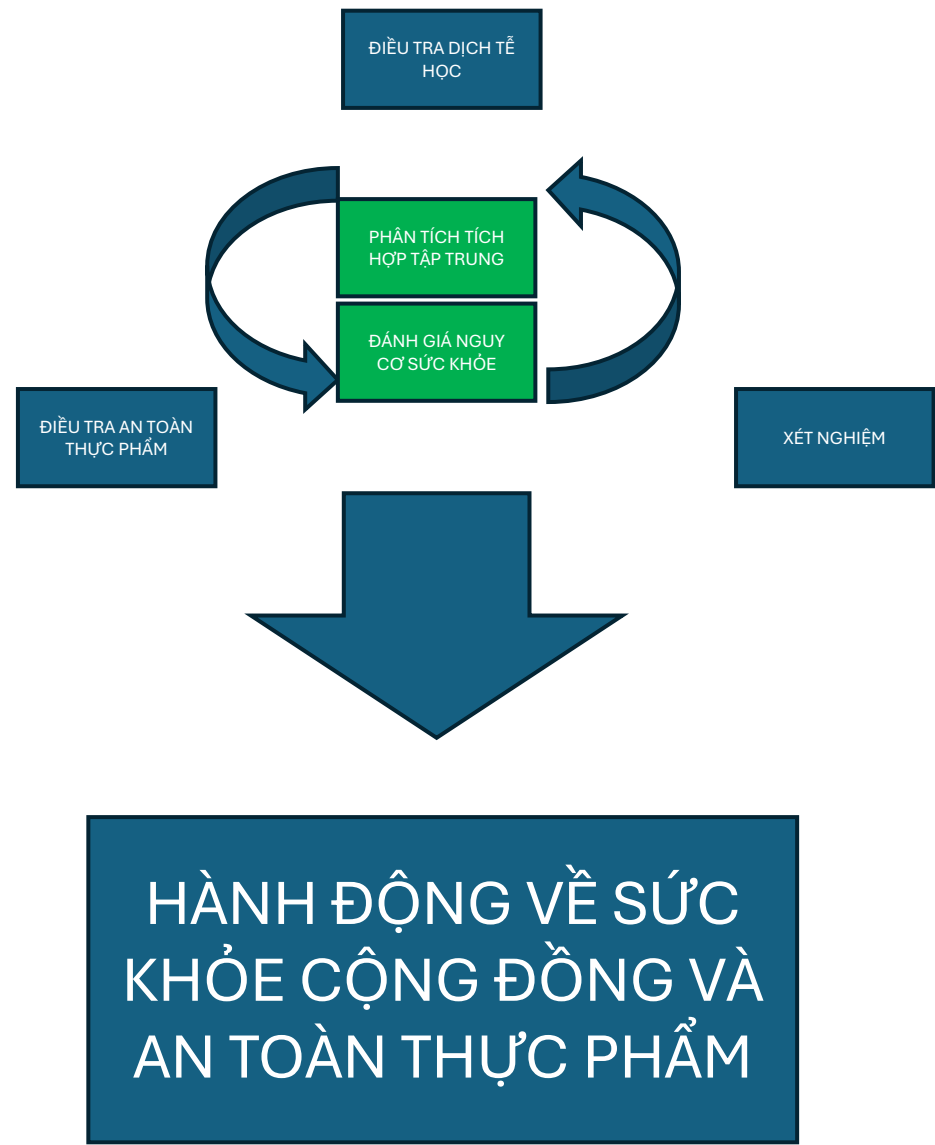 ĐIỀU TRA DỊCH TỄ
HỌC
PHÂN TÍCH TÍCH
HỢP TẬP TRUNG
ĐÁNH GIÁ NGUY
CƠ SỨC KHỎE
ĐIỀU TRA AN TOÀN
THỰC PHẨM
XÉT NGHIỆM
HÀNH ĐỘNG VỀ SỨC
KHỎE CỘNG ĐỒNG VÀ
AN TOÀN THỰC PHẨM